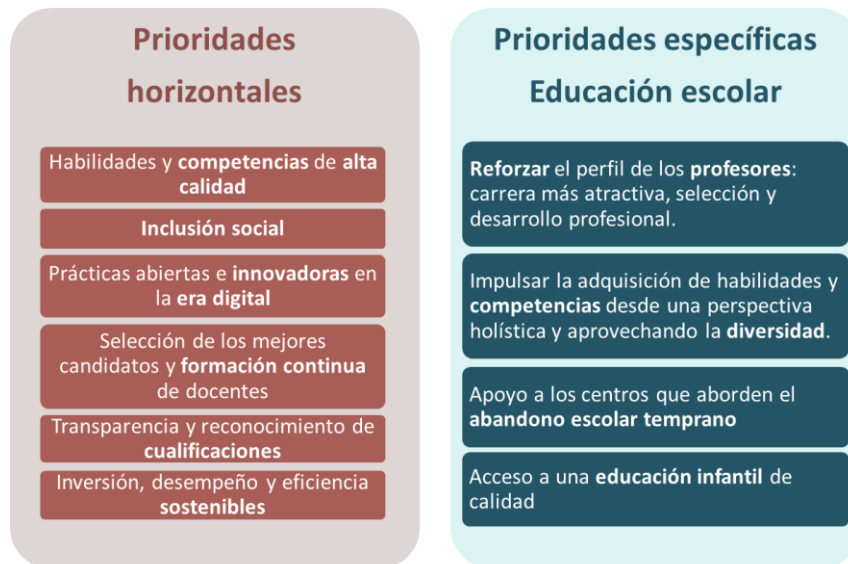 Prioridades
horizontales
Habilidades y competencias de alta
calidad
Inclusión social
Prácticas abiertas e innovadoras en
la era digital
Selección de los mejores
candidatos y formación continua
de docentes
Transparencia y reconocimiento de
cualificaciones
Inversión, desempeño y eficiencia
sostenibles
Prioridades específicas
Educación escolar
Reforzar el perfil de los profesores:
carrera más atractiva, selección y
desarrollo profesional.
Impulsar la adquisición de habilidades y
competencias desde una perspectiva
holística y aprovechando la diversidad.
Apoyo a los centros que aborden el
abandono escolar temprano
Acceso a una educación infantil de
calidad